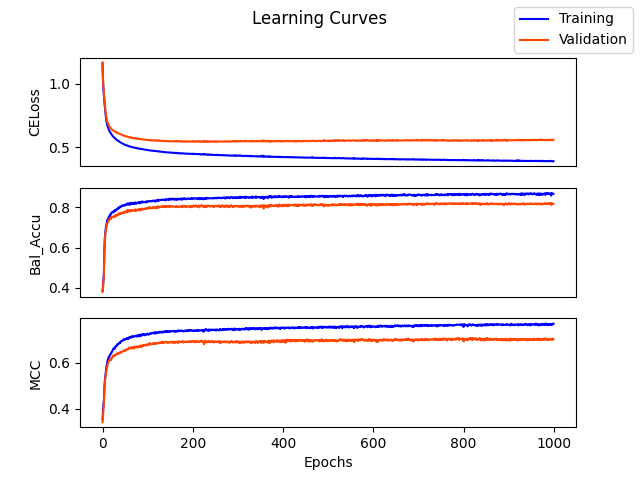 Learning Curves
Training
Validation
1.0
0.5
CELoss
0.8
0.6
0.4
Bal_Accu
0.6
0.4
MCC
0 200 400 600 800 1000
Epochs